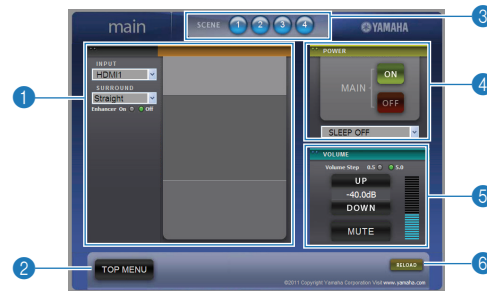 main
SCENE 1 2 3 4
YAMAHA
3
INPUT
HDMI1
SURROUND
Straight
Enhancer On Off
1
POWER
MAIN
ON
OFF
SLEEP OFF
4
VOLUME
Volume Step 0.5 5.0
UP
-40.0dB
DOWN
MUTE
5
2
TOP MENU
RELOAD
6
©2011 Copyright Yamaha Corporation Visit www.yamaha.com